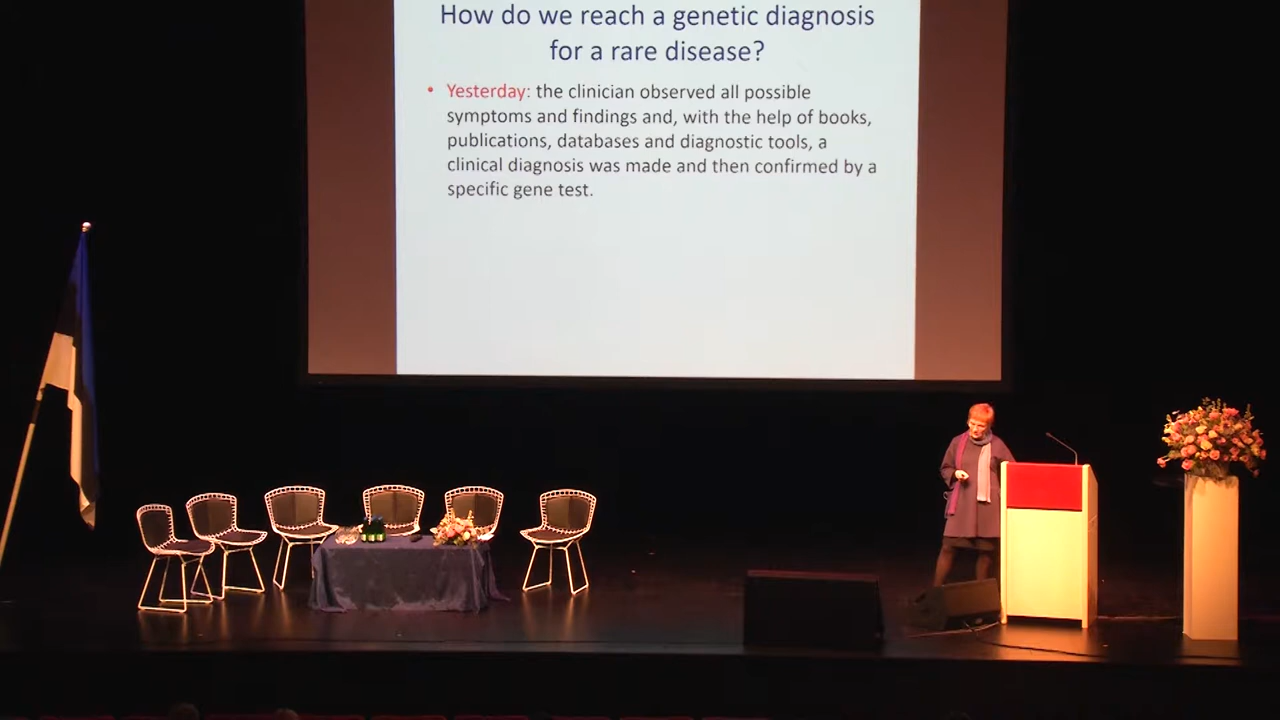 How do we reach a genetic diagnosis
for a rare disease?
• Yesterday: the clinician observed all possible
symptoms and findings and, with the help of books,
publications, databases and diagnostic tools, a
clinical diagnosis was made and then confirmed by a
specific gene test.